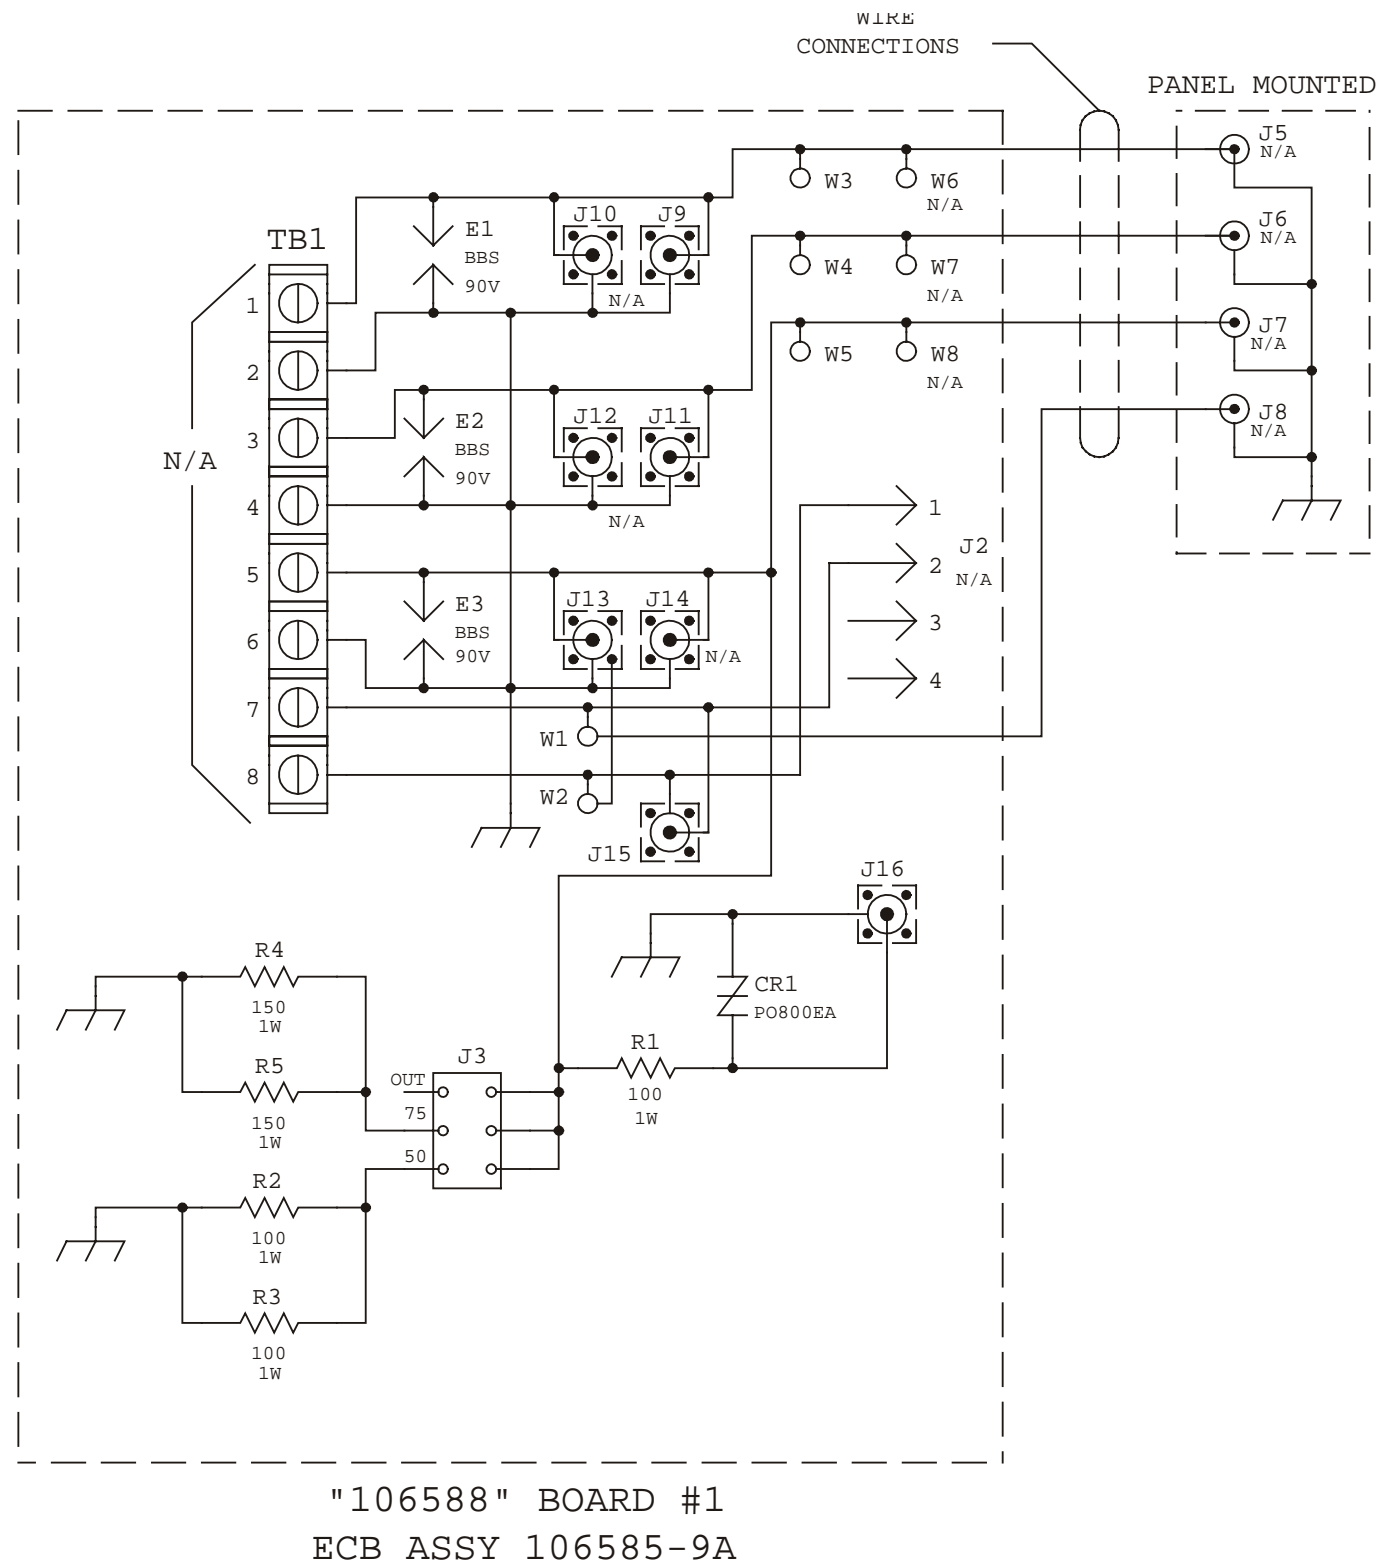 WIRE
CONNECTIONS
PANEL MOUNTED
J5
N/A
W3
W6
N/A
J6
N/A
W4
W7
N/A
J7
N/A
W5
W8
N/A
J8
N/A
TB1
1
2
3
4
5
6
7
8
N/A
E1
BBS
90V
J10
J9
N/A
E2
BBS
90V
J12
J11
N/A
E3
BBS
90V
J13
J14
N/A
1
2
3
4
J2
N/A
W1
W2
J15
J16
R4
150
1W
R5
150
1W
R2
100
1W
R3
100
1W
J3
OUT
75
50
R1
100
1W
CR1
PO800EA
"106588" BOARD #1
ECB ASSY 106585-9A